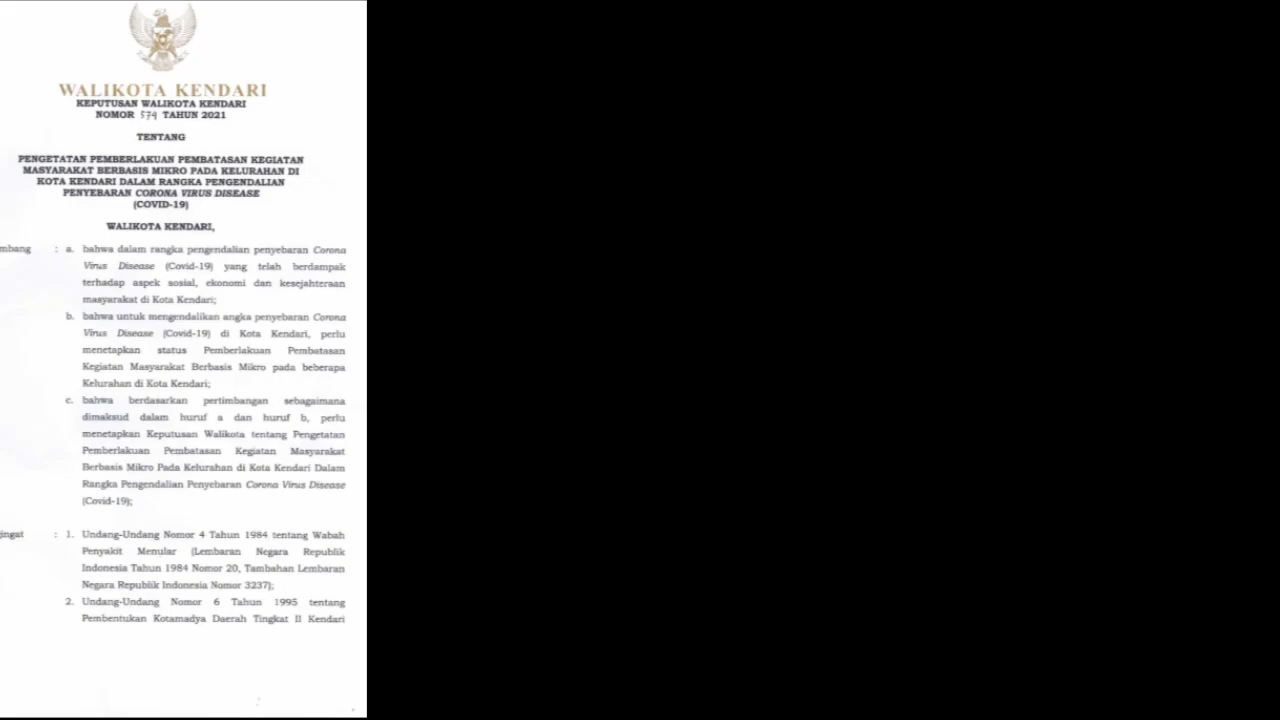 WALIKOTA KENDARI
KEPUTUSAN WALIKOTA KENDARI
NOMOR 574 TAHUN 2021
TENTANG
PENGETATAN PEMBERLAKUAN PEMBATASAN KEGIATAN
MASYARAKAT BERBASIS MIKRO PADA KELURAHAN DI
KOTA KENDARI DALAM RANGKA PENGENDALIAN
PENYEBARAN CORONA VIRUS DISEASE
(COVID-19)
WALIKOTA KENDARI,
mbang : a. bahwa dalam rangka pengendalian penyebaran Corona
Virus Disease (Covid-19) yang telah berdampak
terhadap aspek sosial, ekonomi dan kesejahteraan
masyarakat di Kota Kendari;
b. bahwa untuk mengendalikan angka penyebaran Corona
Virus Disease (Covid-19) di Kota Kendari, perlu
menetapkan status Pemberlakuan Pembatasan
Kegiatan Masyarakat Berbasis Mikro pada beberapa
Kelurahan di Kota Kendari;
c. bahwa berdasarkan pertimbangan sebagaimana
dimaksud dalam huruf a dan huruf b, perlu
menetapkan Keputusan Walikota tentang Pengetatan
Pemberlakuan Pembatasan Kegiatan Masyarakat
Berbasis Mikro Pada Kelurahan di Kota Kendari Dalam
Rangka Pengendalian Penyebaran Corona Virus Disease
(Covid-19);
gingat : 1. Undang-Undang Nomor 4 Tahun 1984 tentang Wabah
Penyakit Menular (Lembaran Negara Republik
Indonesia Tahun 1984 Nomor 20, Tambahan Lembaran
Negara Republik Indonesia Nomor 3237);
2. Undang-Undang Nomor 6 Tahun 1995 tentang
Pembentukan Kotamadya Daerah Tingkat II Kendari